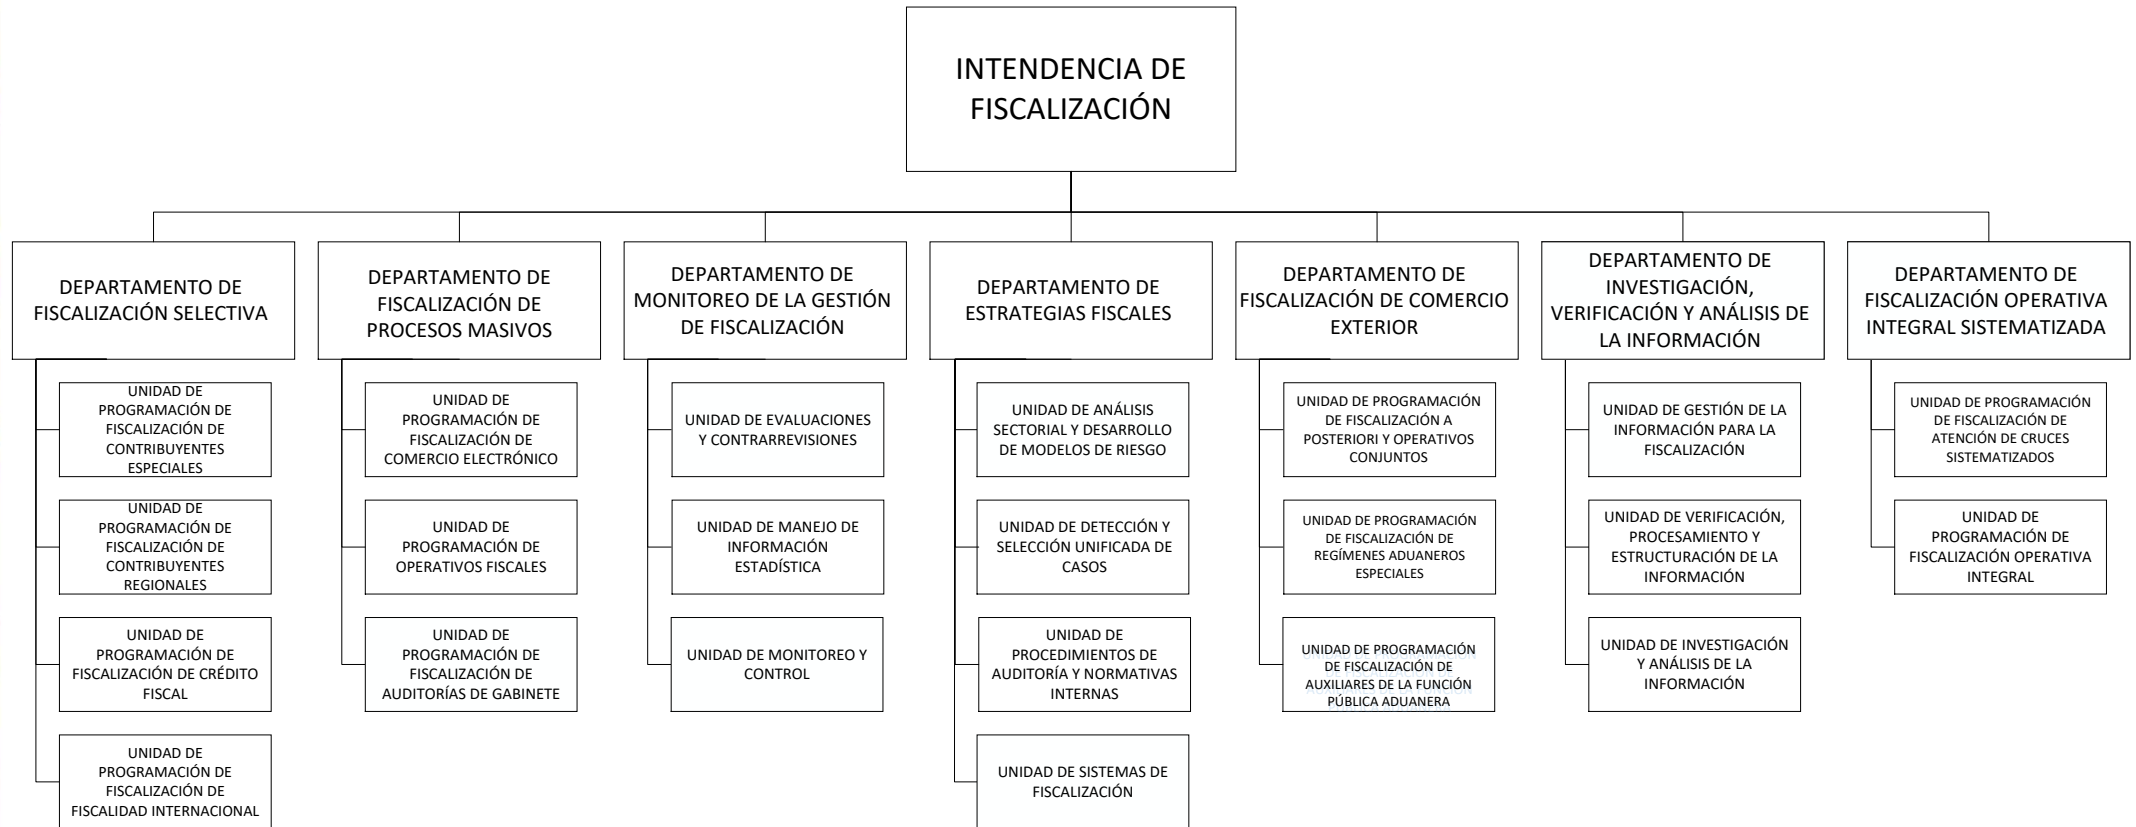 INTENDENCIA DE
FISCALIZACIÓN
DEPARTAMENTO DE
FISCALIZACIÓN SELECTIVA
UNIDAD DE
PROGRAMACIÓN DE
FISCALIZACIÓN DE
CONTRIBUYENTES
ESPECIALES
UNIDAD DE
PROGRAMACIÓN DE
FISCALIZACIÓN DE
CONTRIBUYENTES
REGIONALES
UNIDAD DE
PROGRAMACIÓN DE
FISCALIZACIÓN DE CRÉDITO
FISCAL
UNIDAD DE
PROGRAMACIÓN DE
FISCALIZACIÓN DE
FISCALIDAD INTERNACIONAL
DEPARTAMENTO DE
FISCALIZACIÓN DE
PROCESOS MASIVOS
UNIDAD DE
PROGRAMACIÓN DE
FISCALIZACIÓN DE
COMERCIO ELECTRÓNICO
UNIDAD DE
PROGRAMACIÓN DE
OPERATIVOS FISCALES
UNIDAD DE
PROGRAMACIÓN DE
FISCALIZACIÓN DE
AUDITORÍAS DE GABINETE
DEPARTAMENTO DE
MONITOREO DE LA GESTIÓN
DE FISCALIZACIÓN
UNIDAD DE EVALUACIONES
Y CONTRARREVISIONES
UNIDAD DE MANEJO DE
INFORMACIÓN
ESTADÍSTICA
UNIDAD DE MONITOREO Y
CONTROL
DEPARTAMENTO DE
ESTRATEGIAS FISCALES
UNIDAD DE ANÁLISIS
SECTORIAL Y DESARROLLO
DE MODELOS DE RIESGO
UNIDAD DE DETECCIÓN Y
SELECCIÓN UNIFICADA DE
CASOS
UNIDAD DE
PROCEDIMIENTOS DE
AUDITORÍA Y NORMATIVAS
INTERNAS
UNIDAD DE SISTEMAS DE
FISCALIZACIÓN
DEPARTAMENTO DE
FISCALIZACIÓN DE COMERCIO
EXTERIOR
UNIDAD DE PROGRAMACIÓN
DE FISCALIZACIÓN A
POSTERIORI Y OPERATIVOS
CONJUNTOS
UNIDAD DE PROGRAMACIÓN
DE FISCALIZACIÓN DE
REGÍMENES ADUANEROS
ESPECIALES
UNIDAD DE PROGRAMACIÓN
DE FISCALIZACIÓN DE
AUXILIARES DE LA FUNCIÓN
PÚBLICA ADUANERA
DEPARTAMENTO DE
INVESTIGACIÓN,
VERIFICACIÓN Y ANÁLISIS DE
LA INFORMACIÓN
UNIDAD DE GESTIÓN DE LA
INFORMACIÓN PARA LA
FISCALIZACIÓN
UNIDAD DE VERIFICACIÓN,
PROCESAMIENTO Y
ESTRUCTURACIÓN DE LA
INFORMACIÓN
UNIDAD DE INVESTIGACIÓN
Y ANÁLISIS DE LA
INFORMACIÓN
DEPARTAMENTO DE
FISCALIZACIÓN OPERATIVA
INTEGRAL SISTEMATIZADA
UNIDAD DE PROGRAMACIÓN
DE FISCALIZACIÓN DE
ATENCIÓN DE CRUCES
SISTEMATIZADOS
UNIDAD DE
PROGRAMACIÓN DE
FISCALIZACIÓN OPERATIVA
INTEGRAL